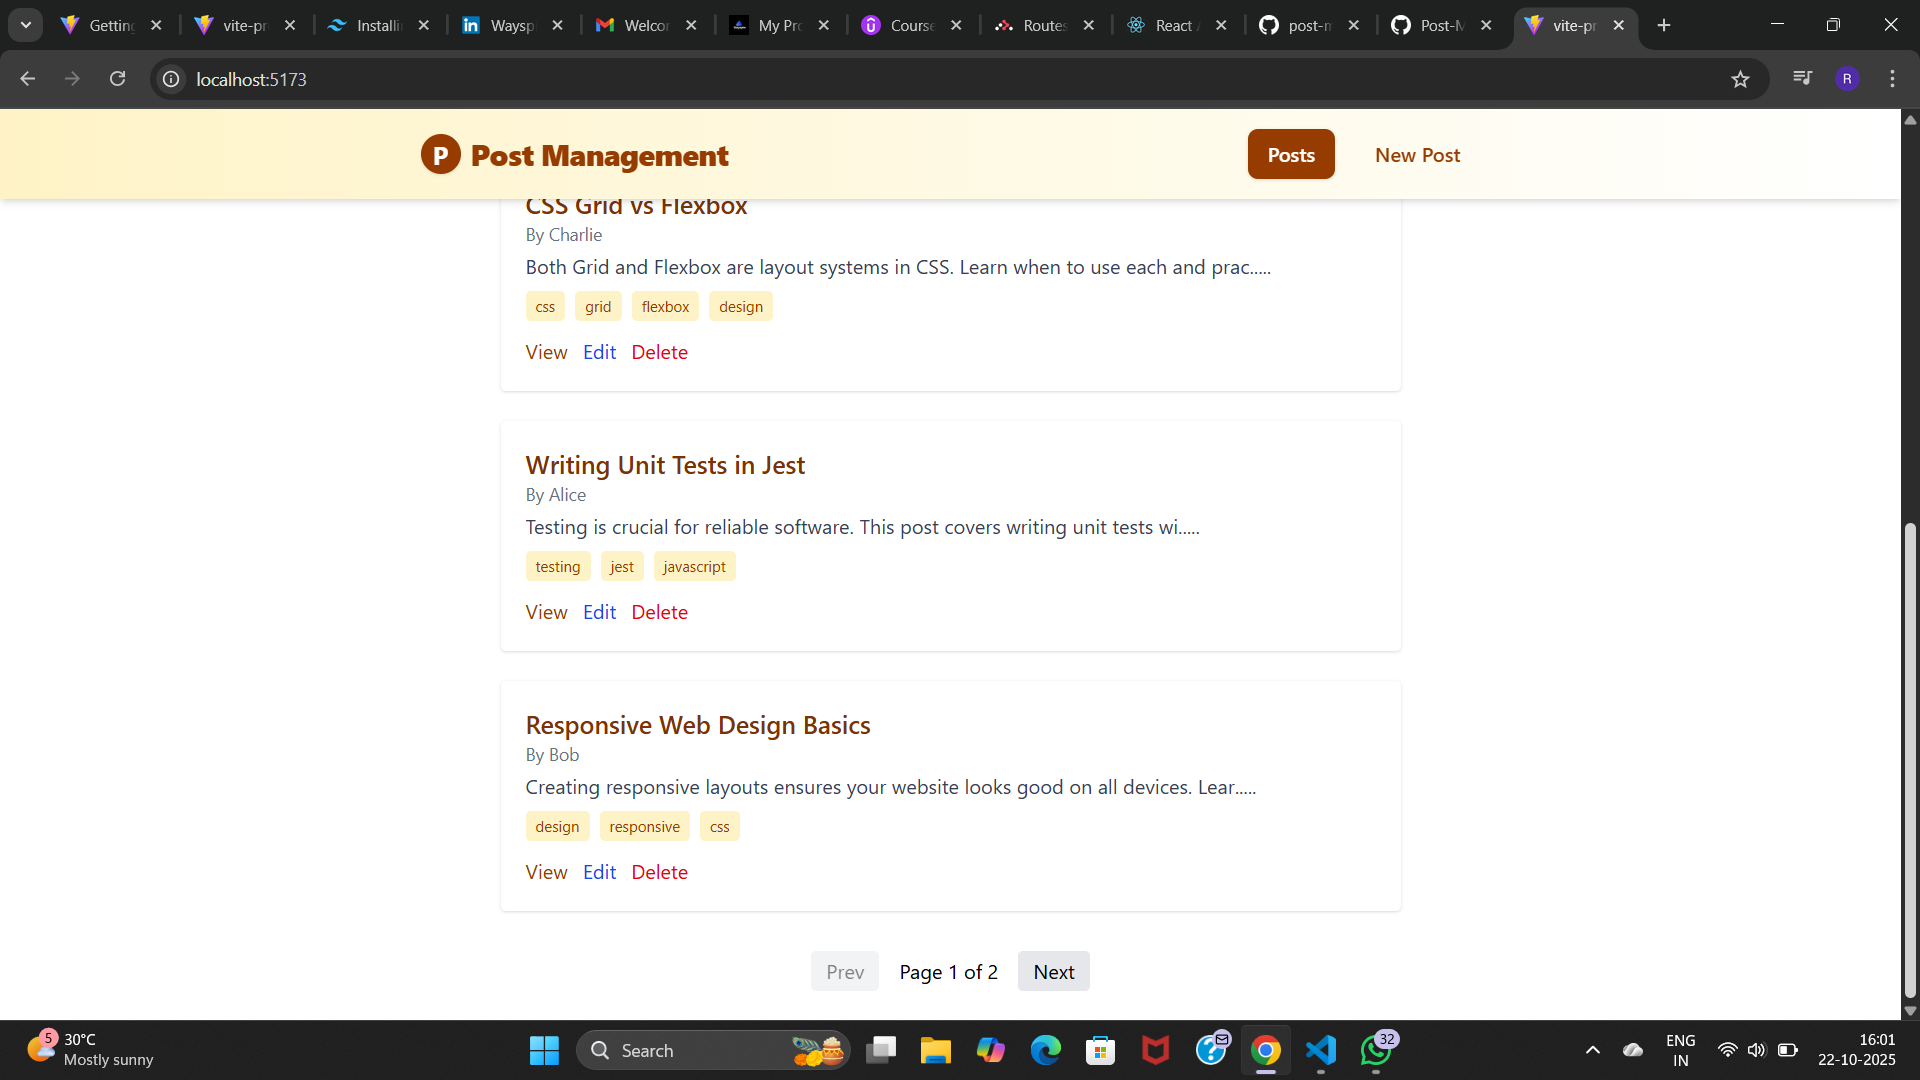 Getting
vite-pr
Installi
Wayspi
Welcom
My Pro
Course
Routes
React
post-m
Post-M
vite-pr
localhost:5173
R
P Post Management
Posts
New Post
CSS Grid vs Flexbox
By Charlie
Both Grid and Flexbox are layout systems in CSS. Learn when to use each and prac.....
css grid flexbox design
View Edit Delete
Writing Unit Tests in Jest
By Alice
Testing is crucial for reliable software. This post covers writing unit tests wi.....
testing jest javascript
View Edit Delete
Responsive Web Design Basics
By Bob
Creating responsive layouts ensures your website looks good on all devices. Lear.....
design responsive css
View Edit Delete
Prev Page 1 of 2 Next
5
30°C
Mostly sunny
Search
32
ENG
IN
16:01
22-10-2025